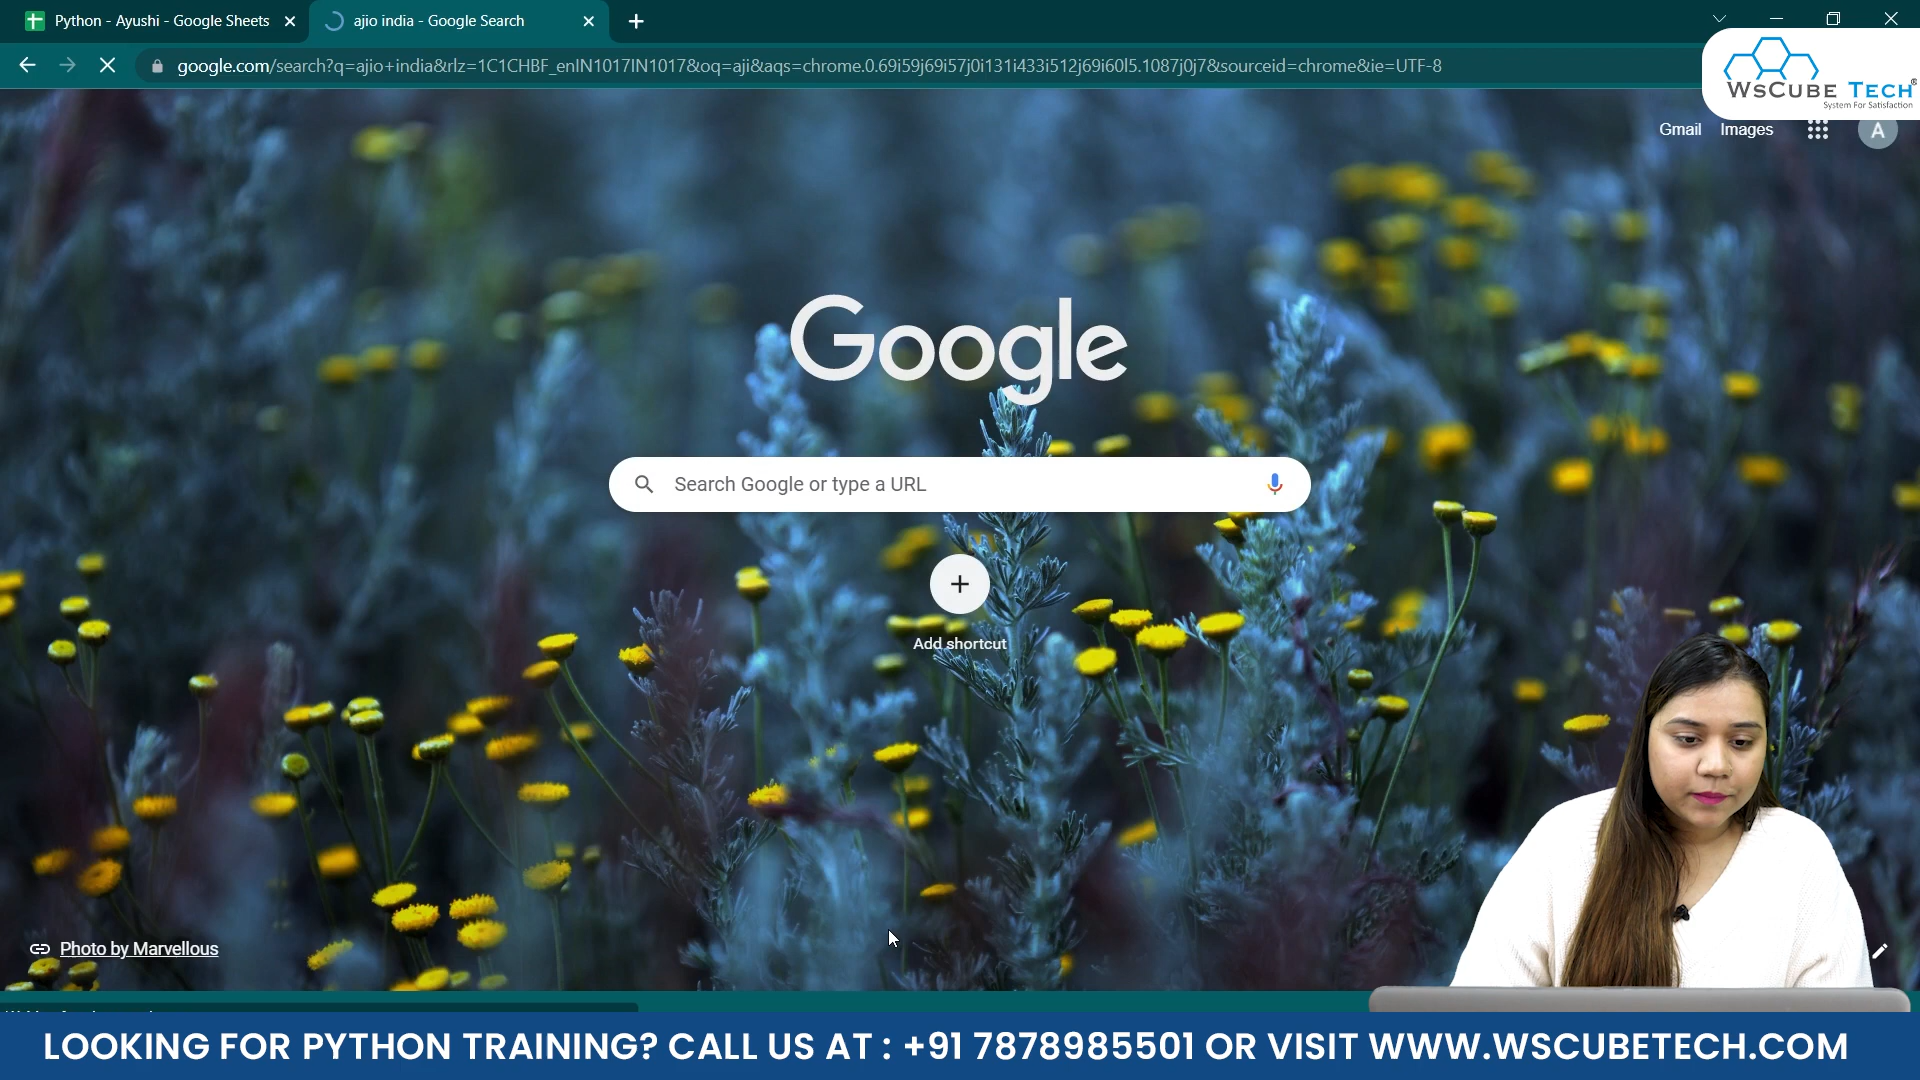 Python - Ayushi - Google Sheets
ajio india - Google Search
google.com/search?q=ajio+india&rlz=1C1CHBF_enIN1017IN1017&oq=aji&aqs=chrome.0.69i59j69i57j0i131i433i512j69i60l5.1087j0j7&sourceid=chrome&ie=UTF-8
WsCube Tech®
System For Satisfaction
Gmail Images
A
Google
Search Google or type a URL
Add shortcut
Photo by Marvellous
LOOKING FOR PYTHON TRAINING? CALL US AT : +91 7878985501 OR VISIT WWW.WSCUBETECH.COM